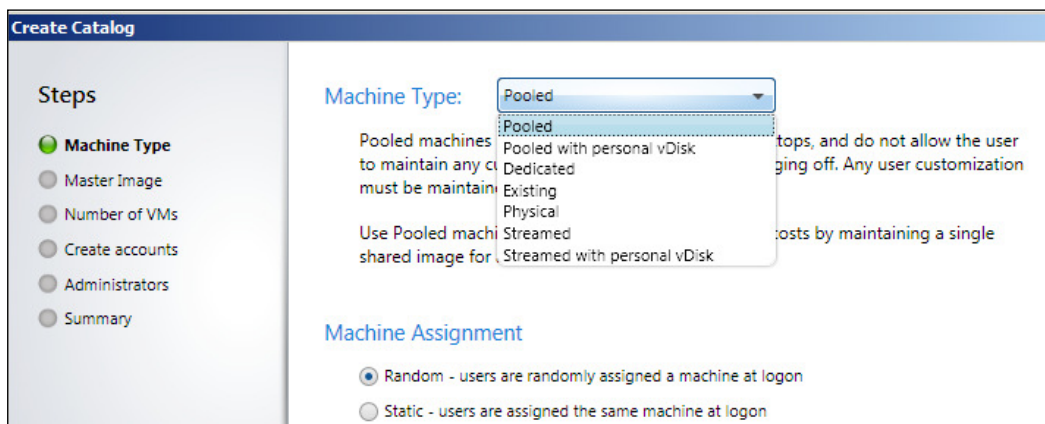 Create Catalog
Steps
Machine Type
Master Image
Number of VMs
Create accounts
Administrators
Summary
Machine Type: Pooled
Pooled
Pooled with personal vDisk
Dedicated
Existing
Physical
Streamed
Streamed with personal vDisk
Pooled machines tops, and do not allow the user
to maintain any ging off. Any user customization
must be
Use Pooled costs by maintaining a single
shared image for
Machine Assignment
Random - users are randomly assigned a machine at logon
Static - users are assigned the same machine at logon